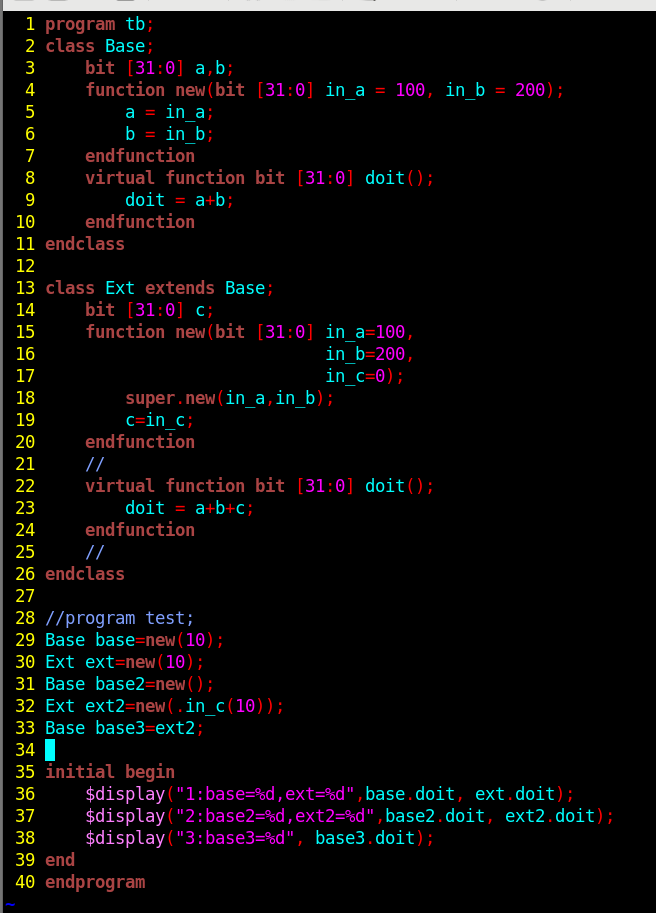 1 program tb;
2 class Base;
3     bit [31:0] a,b;
4     function new(bit [31:0] in_a = 100, in_b = 200);
5         a = in_a;
6         b = in_b;
7     endfunction
8     virtual function bit [31:0] doit();
9         doit = a+b;
10     endfunction
11 endclass
12
13 class Ext extends Base;
14     bit [31:0] c;
15     function new(bit [31:0] in_a=100,
16                             in_b=200,
17                             in_c=0);
18         super.new(in_a,in_b);
19         c=in_c;
20     endfunction
21     //
22     virtual function bit [31:0] doit();
23         doit = a+b+c;
24     endfunction
25     //
26 endclass
27
28 //program test;
29 Base base=new(10);
30 Ext ext=new(10);
31 Base base2=new();
32 Ext ext2=new(.in_c(10));
33 Base base3=ext2;
34
35 initial begin
36     $display("1:base=%d,ext=%d",base.doit, ext.doit);
37     $display("2:base2=%d,ext2=%d",base2.doit, ext2.doit);
38     $display("3:base3=%d", base3.doit);
39 end
40 endprogram
~